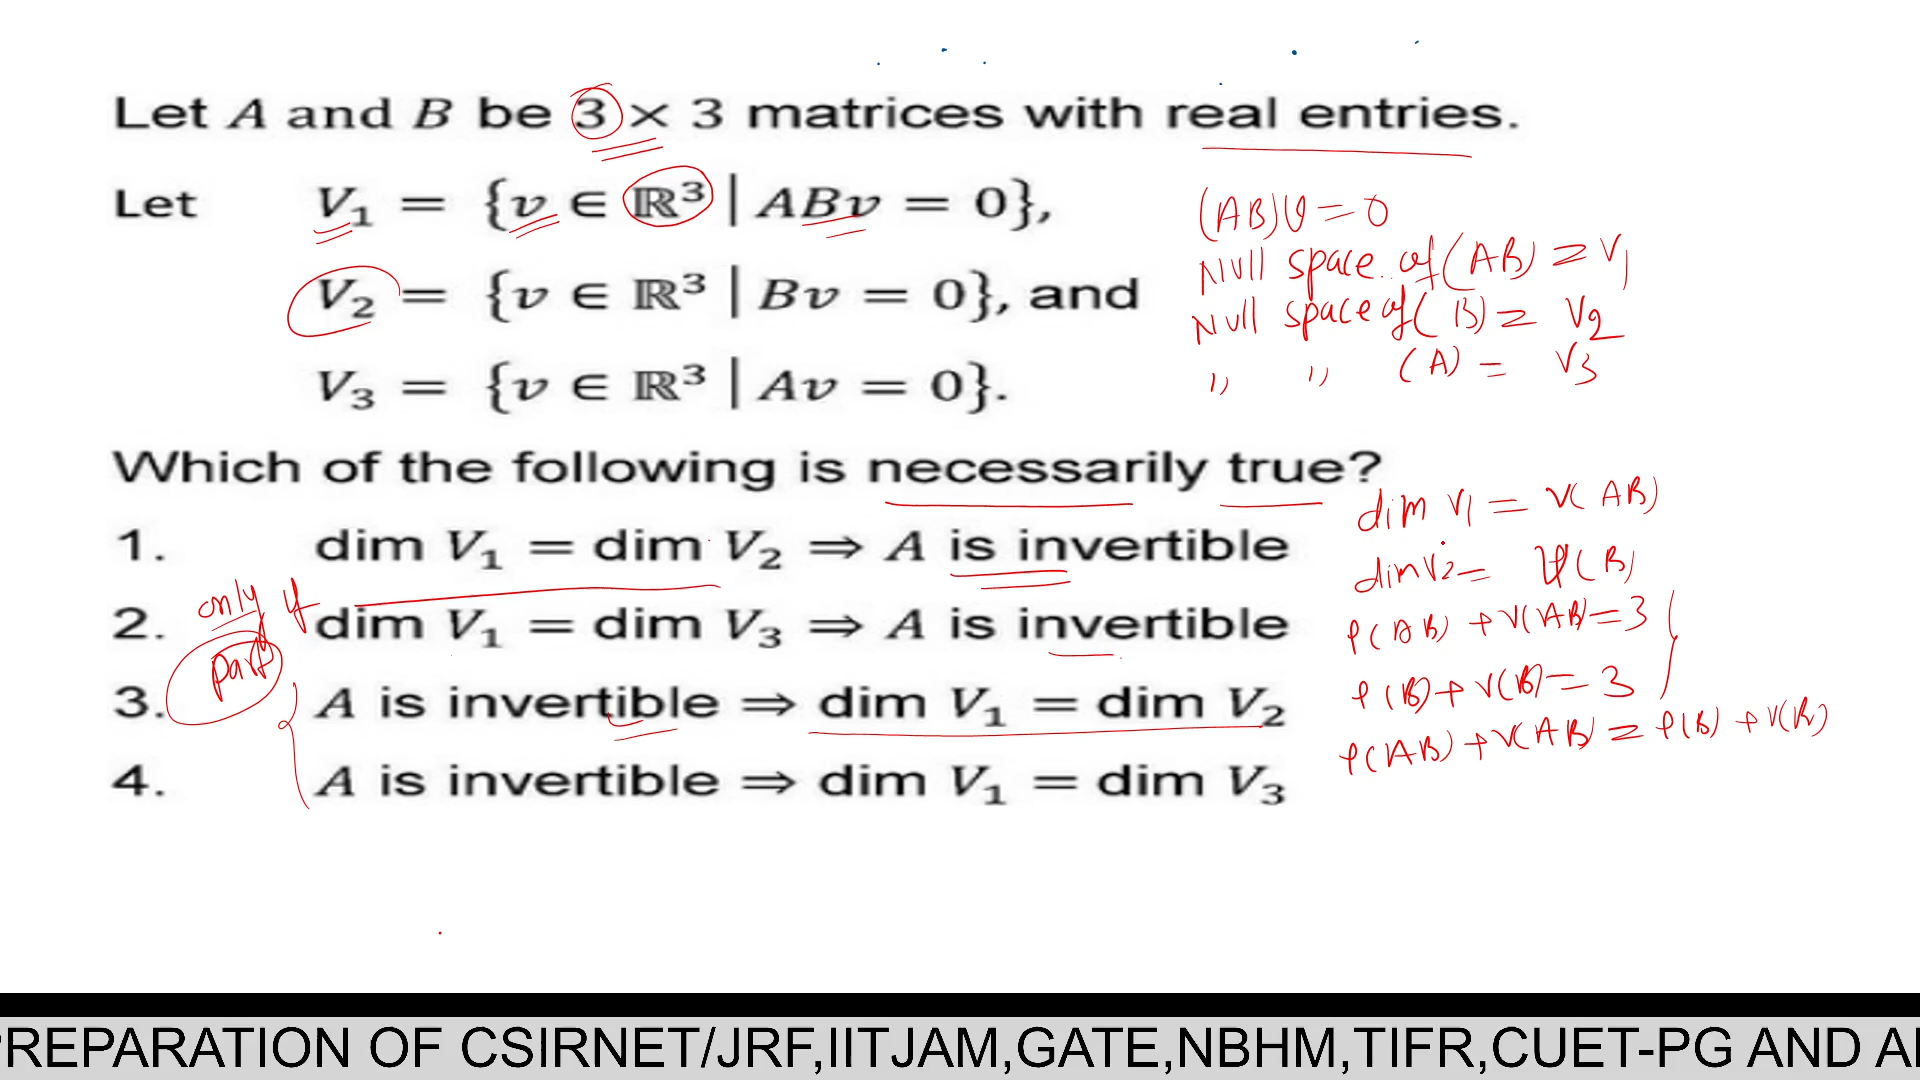 Let A and B be 3 × 3 matrices with real entries.
Let V₁ = {v ∈ ℝ³ | ABv = 0},
V₂ = {v ∈ ℝ³ | Bv = 0}, and
V₃ = {v ∈ ℝ³ | Av = 0}.
(AB)v = 0
Null space of (AB) = V₁
Null space of (B) = V₂
,, ,, (A) = V₃
Which of the following is necessarily true?
1. dim V₁ = dim V₂ ⇒ A is invertible
2. dim V₁ = dim V₃ ⇒ A is invertible
3. A is invertible ⇒ dim V₁ = dim V₂
4. A is invertible ⇒ dim V₁ = dim V₃
only if
part
dim V₁ = ν(AB)
dim V₂ = (B)
ρ(AB) + ν(AB) = 3
ρ(B) + ν(B) = 3
ρ(AB) + ν(AB) = ρ(B) + ν(B)
PREPARATION OF CSIRNET/JRF,IITJAM,GATE,NBHM,TIFR,CUET-PG AND